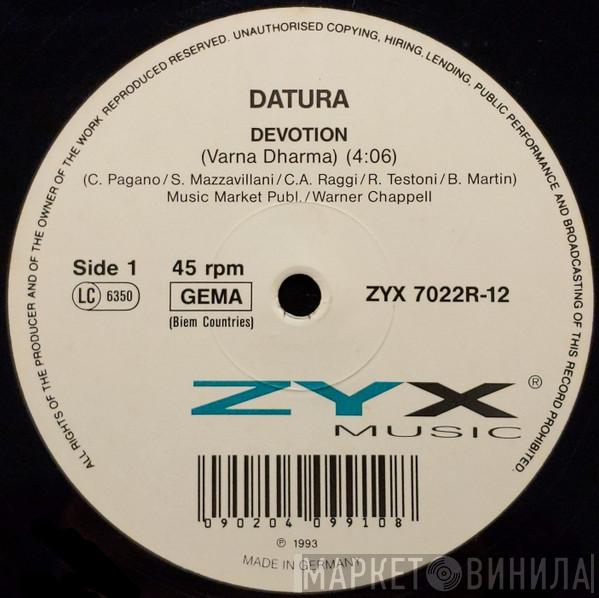 ALL RIGHTS OF THE PRODUCER AND OF THE OWNER OF THE WORK REPRODUCED RESERVED. UNAUTHORISED COPYING, HIRING, LENDING, PUBLIC PERFORMANCE AND BROADCASTING OF THIS RECORD PROHIBITED.
DATURA
DEVOTION
(Varna Dharma) (4:06)
(C. Pagano/S. Mazzavillani/C.A. Raggi/R. Testoni/B. Martin)
Music Market Publ./Warner Chappell
Side 1 45 rpm
LC 6350 GEMA ZYX 7022R-12
(Biem Countries)
ZYX ®
MUSIC
090204 099108
℗ 1993
MADE IN GERMANY
МАРКЕТ ВИНИЛА